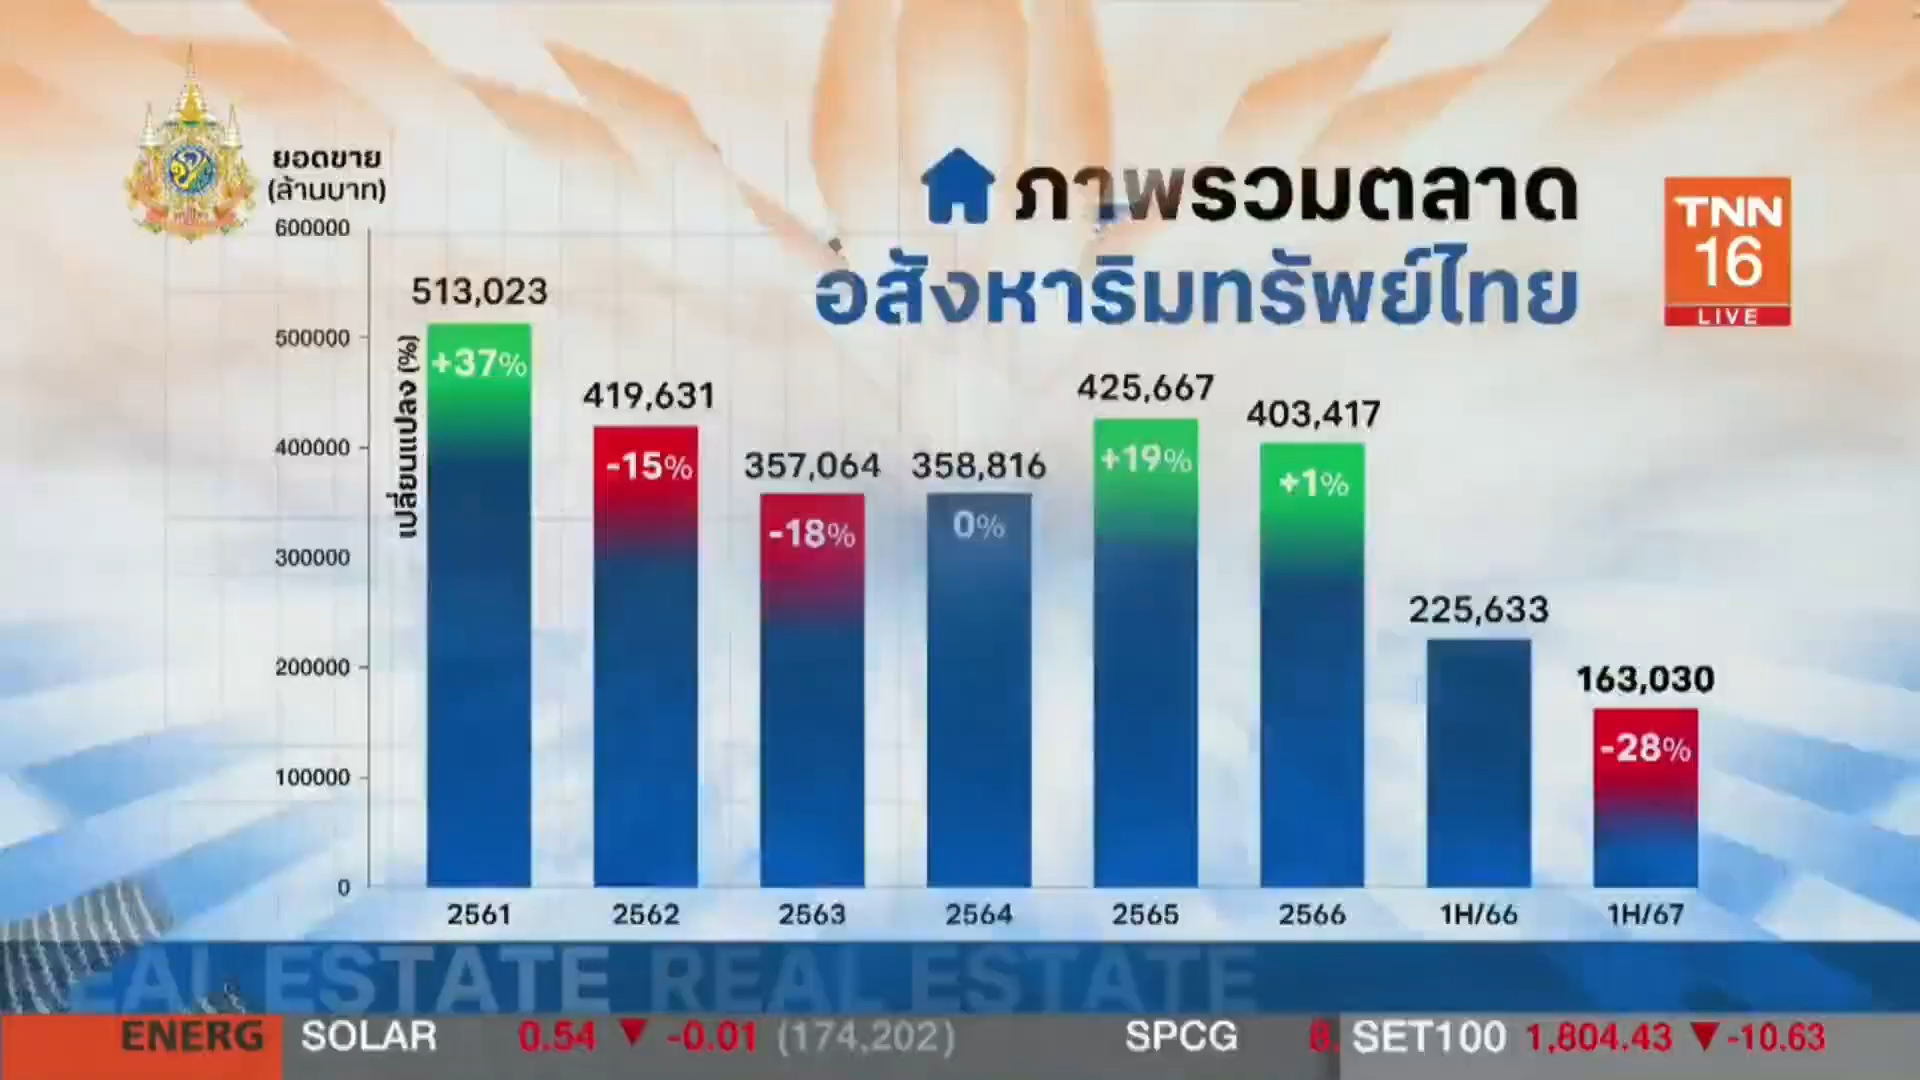 ยอดขาย
(ล้านบาท)
ภาพรวมตลาด
อสังหาริมทรัพย์ไทย
TNN
16
LIVE
600000
500000
400000
300000
200000
100000
0
เปลี่ยนแปลง (%)
513,023
+37%
419,631
-15%
357,064
-18%
358,816
0%
425,667
+19%
403,417
+1%
225,633
163,030
-28%
2561 2562 2563 2564 2565 2566 1H/66 1H/67
EAL ESTATE REAL ESTATE
ENERG SOLAR 0.54 ▼ -0.01 (174,202) SPCG 8. SET100 1,804.43 ▼-10.63